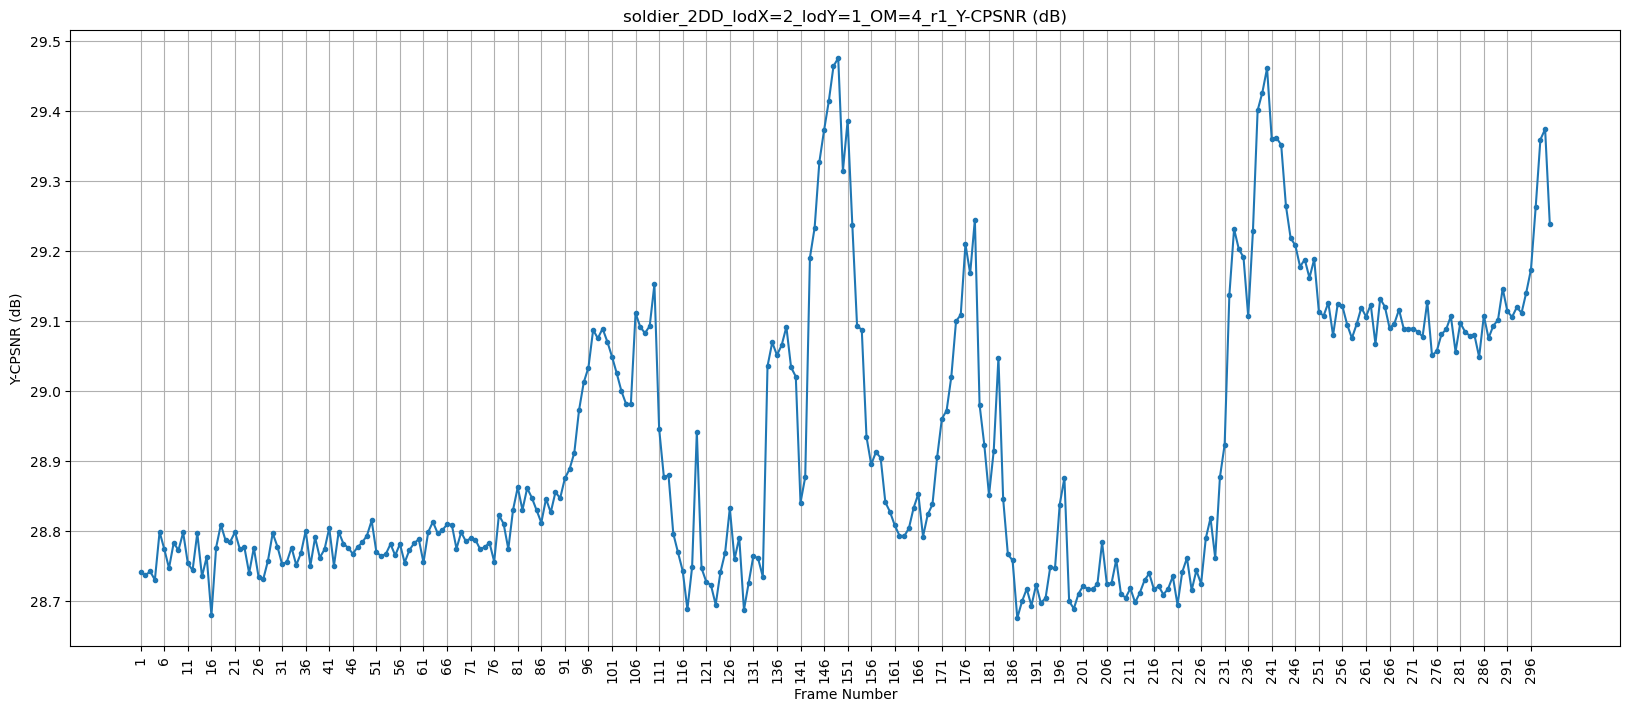 soldier_2DD_lodX=2_lodY=1_OM=4_r1_Y-CPSNR (dB)
29.5
29.4
29.3
29.2
29.1
29.0
28.9
28.8
28.7
Y-CPSNR (dB)
1 6 11 16 21 26 31 36 41 46 51 56 61 66 71 76 81 86 91 96 101 106 111 116 121 126 131 136 141 146 151 156 161 166 171 176 181 186 191 196 201 206 211 216 221 226 231 236 241 246 251 256 261 266 271 276 281 286 291 296
Frame Number